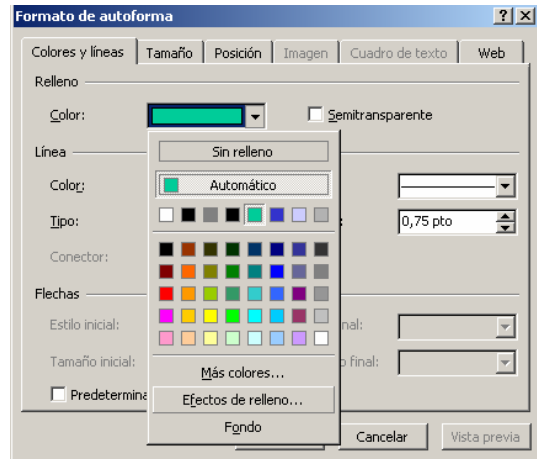 Formato de autoforma
Colores y líneas Tamaño Posición Imagen Cuadro de texto Web
Relleno
Color: Semitransparente
Sin relleno
Línea
Color: Automático
Tipo: : 0,75 pto
Conector:
Flechas
Estilo inicial: nal:
Tamaño inicial: o final:
Más colores...
Predetermina Efectos de relleno...
Fondo
Cancelar Vista previa